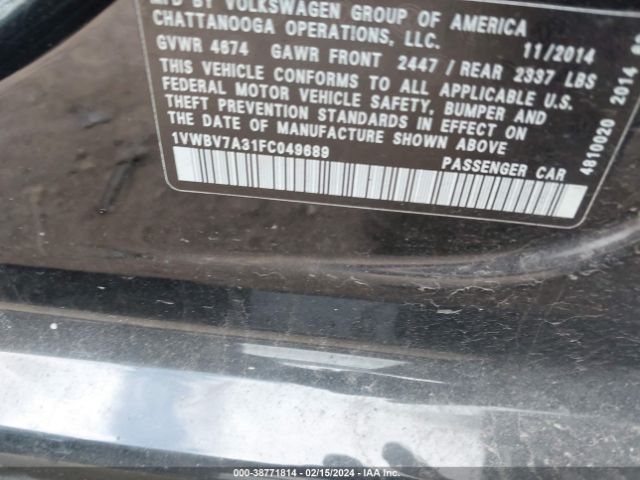 MFD BY VOLKSWAGEN GROUP OF AMERICA
CHATTANOOGA OPERATIONS, LLC. 11/2014
GVWR 4674 GAWR FRONT 2447 / REAR 2337 LBS
THIS VEHICLE CONFORMS TO ALL APPLICABLE U.S.
FEDERAL MOTOR VEHICLE SAFETY, BUMPER AND
THEFT PREVENTION STANDARDS IN EFFECT ON
THE DATE OF MANUFACTURE SHOWN ABOVE
1VWBV7A31FC049689 PASSENGER CAR
4810020 2014
000-38771814 - 02/15/2024 - IAA Inc.